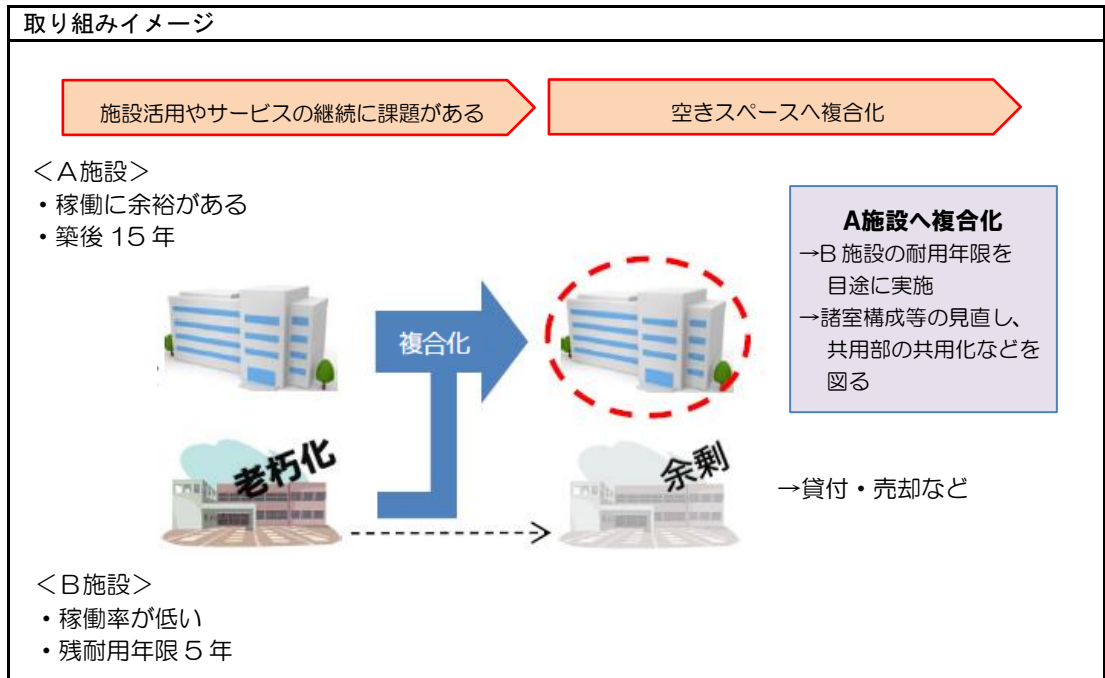 取り組みイメージ
施設活用やサービスの継続に課題がある
空きスペースへ複合化
＜Ａ施設＞
・稼働に余裕がある
・築後 15 年
A施設へ複合化
→B 施設の耐用年限を
目途に実施
→諸室構成等の見直し、
共用部の共用化などを
図る
複合化
老朽化
余剰
→貸付・売却など
＜Ｂ施設＞
・稼働率が低い
・残耐用年限 5 年